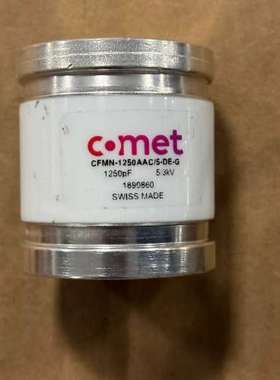 comet
CFMN-1250AAC/5-DE-G
1250pF 5.3kV
1890860
SWISS MADE